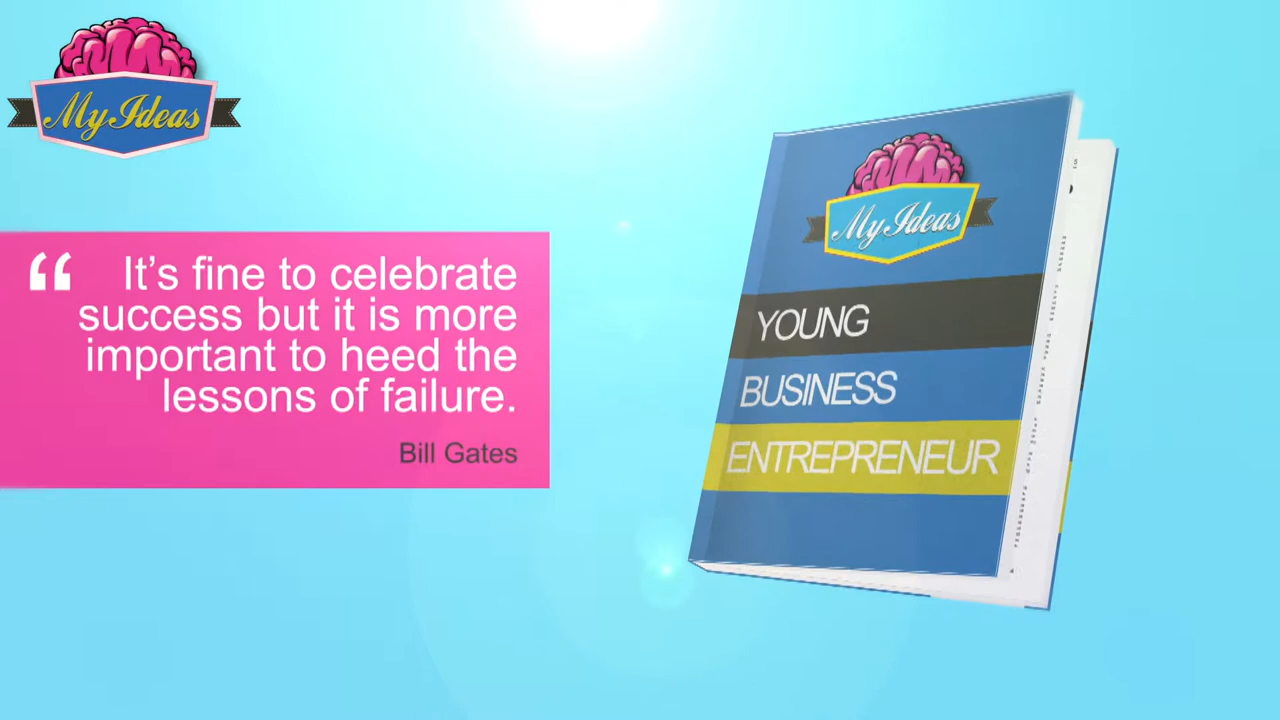 My Ideas
“ It’s fine to celebrate
success but it is more
important to heed the
lessons of failure.
Bill Gates
My Ideas
YOUNG
BUSINESS
ENTREPRENEUR